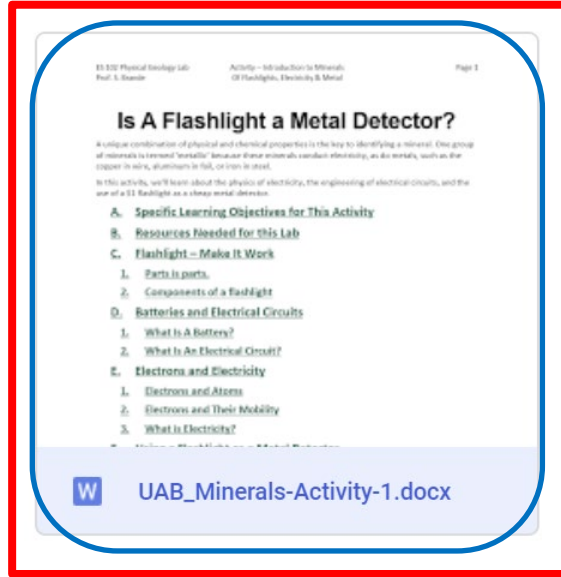 ES 102 Physical Geology Lab Activity – Introduction to Minerals Page 1
Prof. S. Brande Of Flashlights, Electricity & Metal
Is A Flashlight a Metal Detector?
A unique combination of physical and chemical properties is the key to identifying a mineral. One group
of minerals is termed 'metallic' because these minerals conduct electricity, as do metals, such as the
copper in wire, aluminum in foil, or iron in steel.
In this activity, we'll learn about the physics of electricity, the engineering of electrical circuits, and the
use of a $1 flashlight as a cheap metal detector.
A. Specific Learning Objectives for This Activity
B. Resources Needed for this Lab
C. Flashlight – Make It Work
1. Parts is parts.
2. Components of a flashlight
D. Batteries and Electrical Circuits
1. What Is A Battery?
2. What Is An Electrical Circuit?
E. Electrons and Electricity
1. Electrons and Atoms
2. Electrons and Their Mobility
3. What is Electricity?
W UAB_Minerals-Activity-1.docx